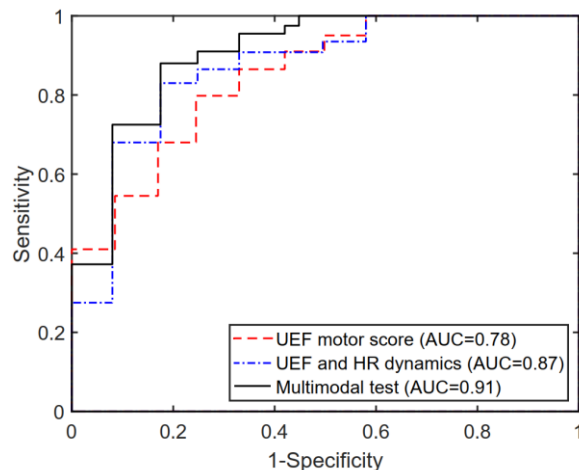 1
0.8
0.6
0.4
0.2
0
Sensitivity
UEF motor score (AUC=0.78)
UEF and HR dynamics (AUC=0.87)
Multimodal test (AUC=0.91)
0 0.2 0.4 0.6 0.8 1
1-Specificity